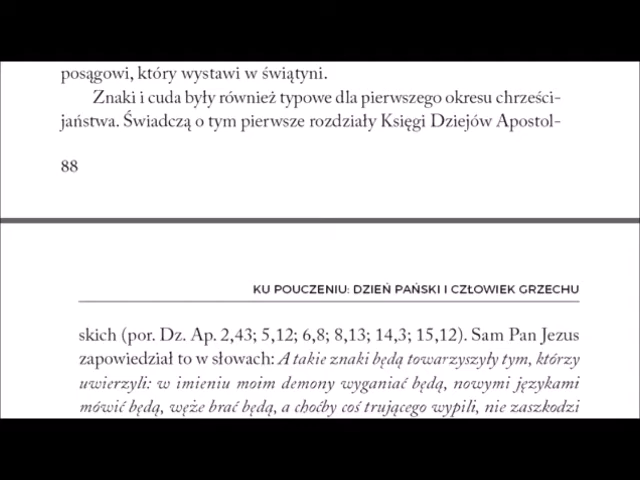 posągowi, który wystawi w świątyni.
Znaki i cuda były również typowe dla pierwszego okresu chrześci-
jaństwa. Świadczą o tym pierwsze rozdziały Księgi Dziejów Apostol-
88
KU POUCZENIU: DZIEŃ PAŃSKI I CZŁOWIEK GRZECHU
skich (por. Dz. Ap. 2,43; 5,12; 6,8; 8,13; 14,3; 15,12). Sam Pan Jezus
zapowiedział to w słowach: A takie znaki będą towarzyszyły tym, którzy
uwierzyli: w imieniu moim demony wyganiać będą, nowymi językami
mówić będą, węże brać będą, a choćby coś trującego wypili, nie zaszkodzi